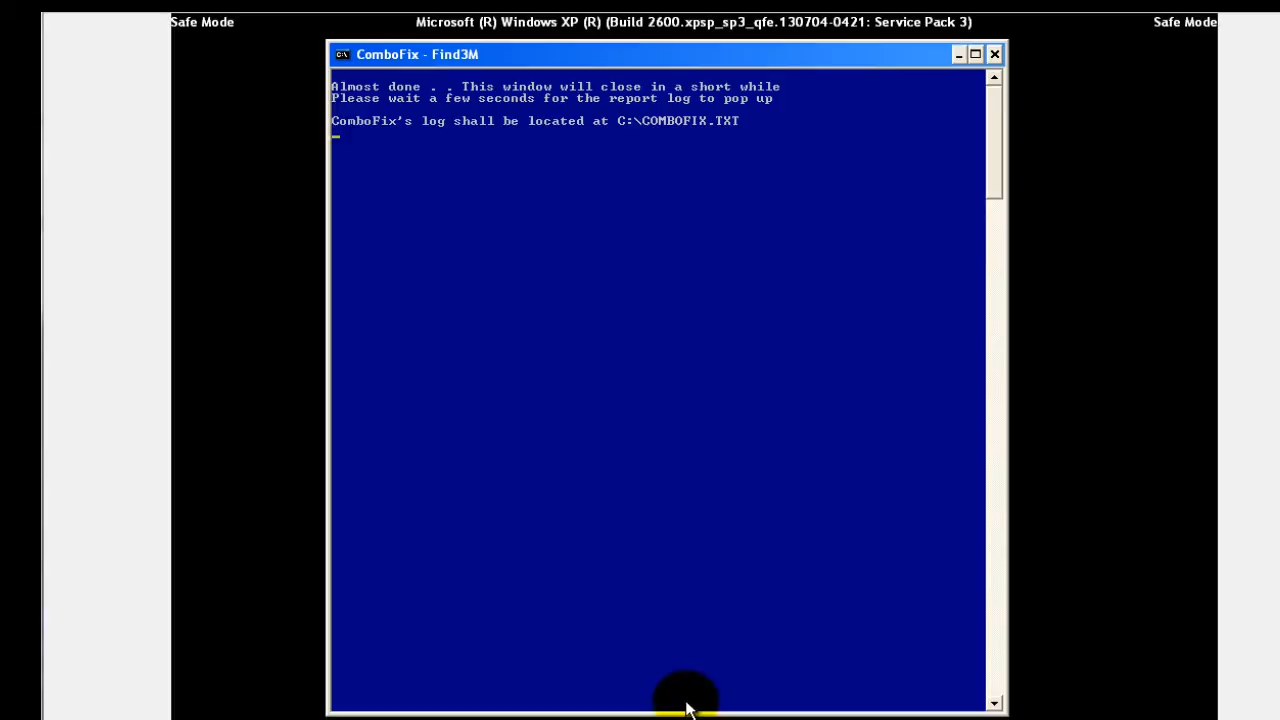 Safe Mode
Microsoft (R) Windows XP (R) (Build 2600.xpsp_sp3_qfe.130704-0421: Service Pack 3)
Safe Mode
C:\
ComboFix - Find3M
Almost done . . This window will close in a short while
Please wait a few seconds for the report log to pop up
ComboFix's log shall be located at C:\COMBOFIX.TXT